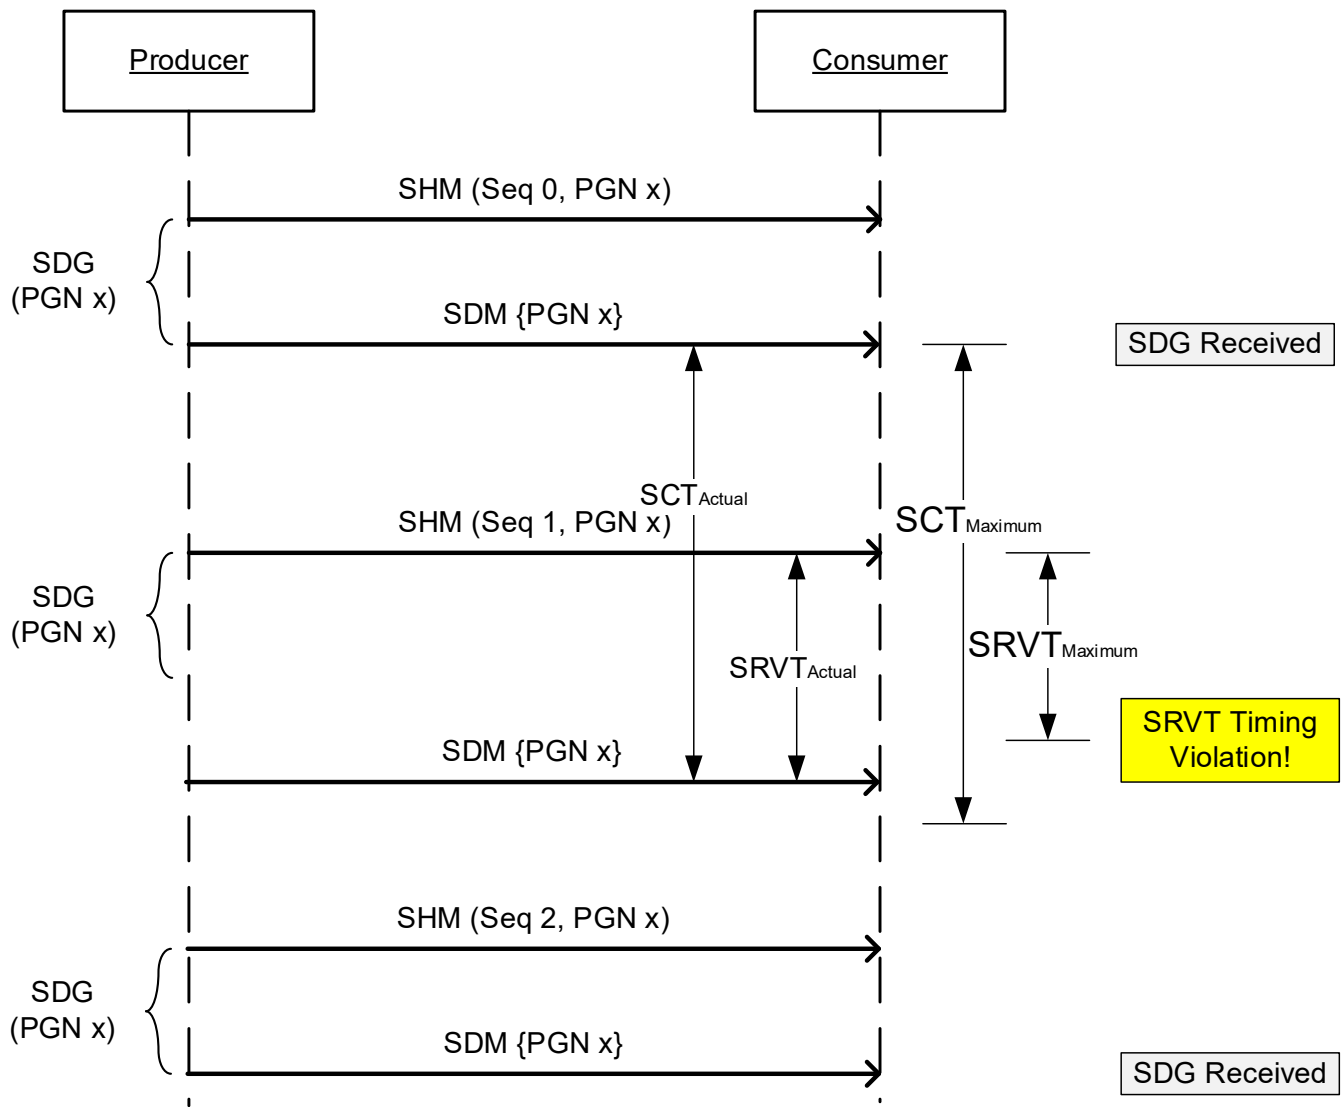 Producer
Consumer
SHM (Seq 0, PGN x)
SDG
(PGN x)
SDM {PGN x}
SDG Received
SCTActual
SHM (Seq 1, PGN x)
SCTMaximum
SDG
(PGN x)
SRVTMaximum
SRVTActual
SRVT Timing
Violation!
SDM {PGN x}
SHM (Seq 2, PGN x)
SDG
(PGN x)
SDM {PGN x}
SDG Received